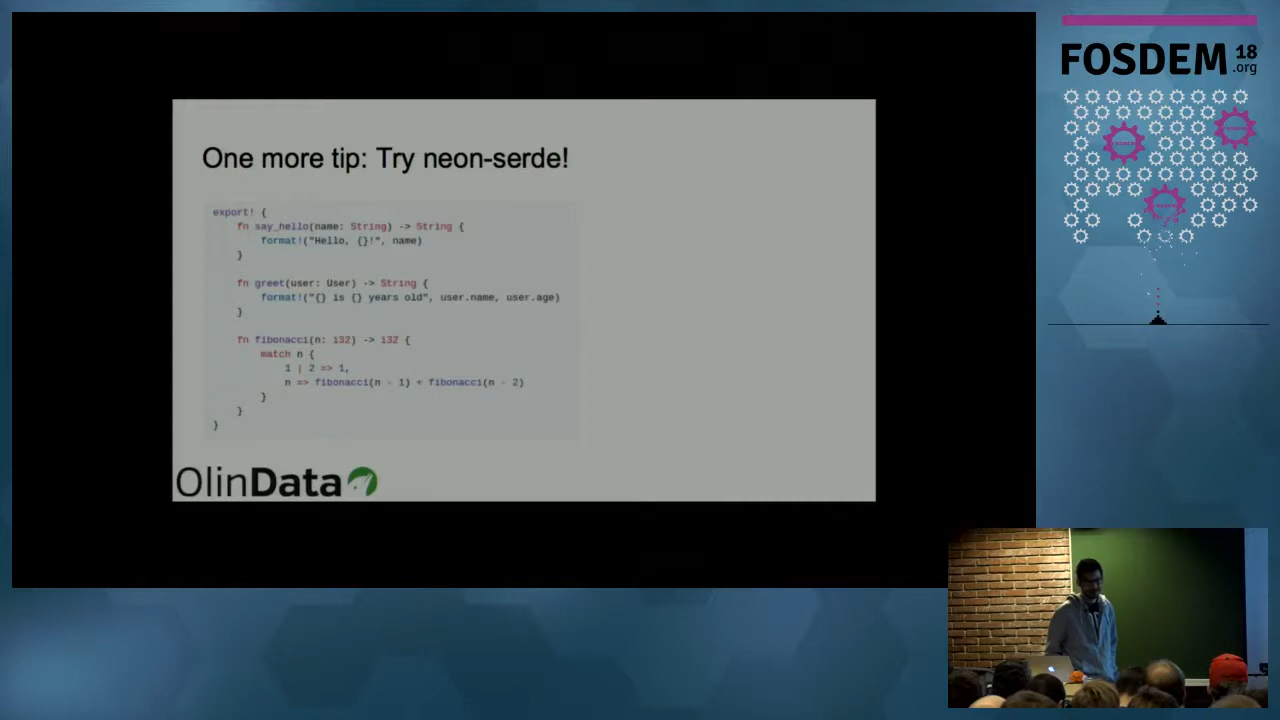 FOSDEM 18
.org
One more tip: Try neon-serde!
export! {
fn say_hello(name: String) -> String {
format!("Hello, {}!", name)
}
fn greet(user: User) -> String {
format!("{} is {} years old", user.name, user.age)
}
fn fibonacci(n: i32) -> i32 {
match n {
1 | 2 => 1,
n => fibonacci(n - 1) + fibonacci(n - 2)
}
}
}
OlinData